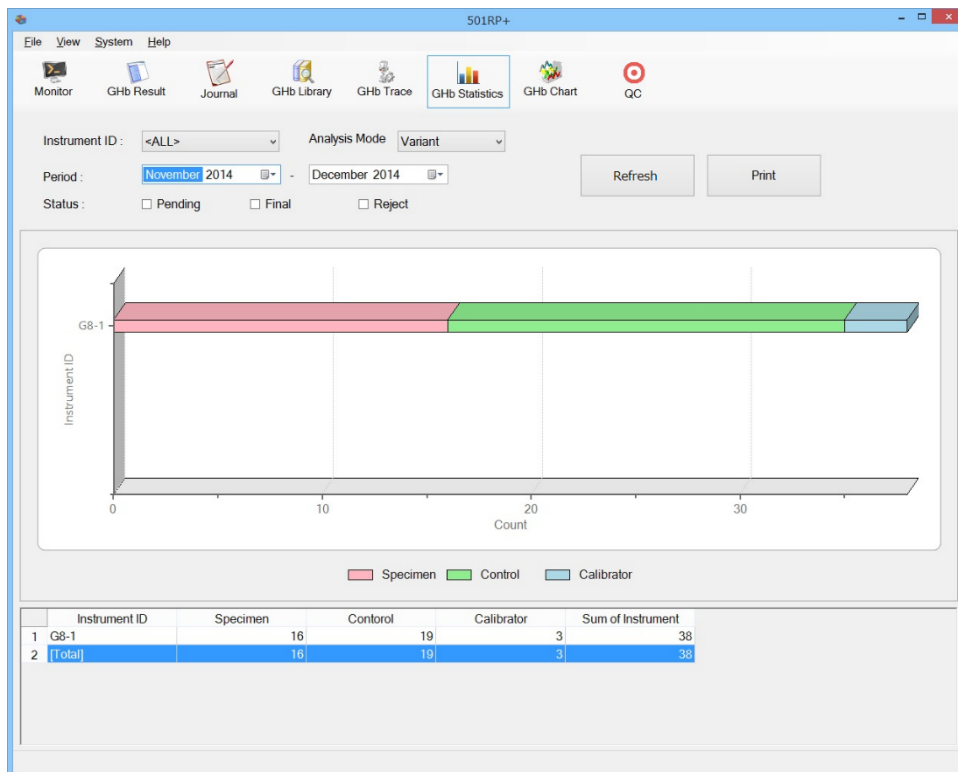 501RP+
File View System Help
Monitor GHb Result Journal GHb Library GHb Trace GHb Statistics GHb Chart QC
Instrument ID : <ALL> Analysis Mode Variant
Period : November 2014 - December 2014
Refresh Print
Status : Pending Final Reject
G8-1
Instrument ID
0 10 20 30
Count
Specimen Control Calibrator
Instrument ID Specimen Contorol Calibrator Sum of Instrument
1 G8-1 16 19 3 38
2 [Total] 16 19 3 38